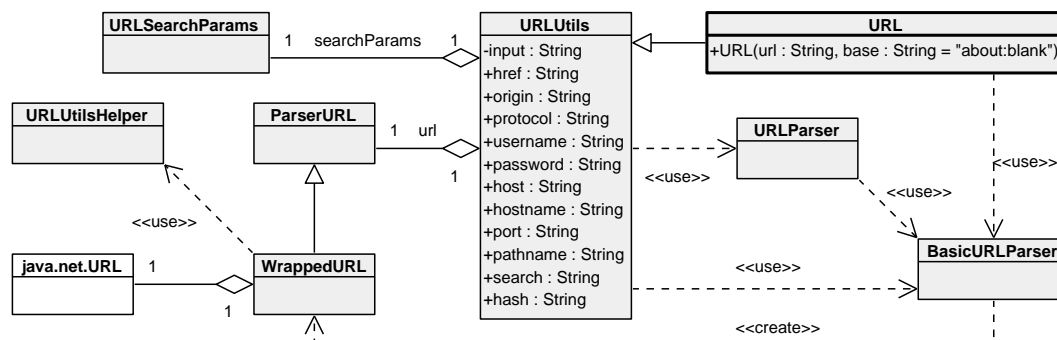 URLSearchParams
1 searchParams 1
URLUtils
-input : String
+href : String
+origin : String
+protocol : String
+username : String
+password : String
+host : String
+hostname : String
+port : String
+pathname : String
+search : String
+hash : String
URL
+URL(url : String, base : String = "about:blank")
URLUtilsHelper
ParserURL
1 url
1
URLParser
<<use>>
<<use>>
<<use>>
<<use>>
java.net.URL
1
1
WrappedURL
BasicURLParser
<<use>>
<<create>>